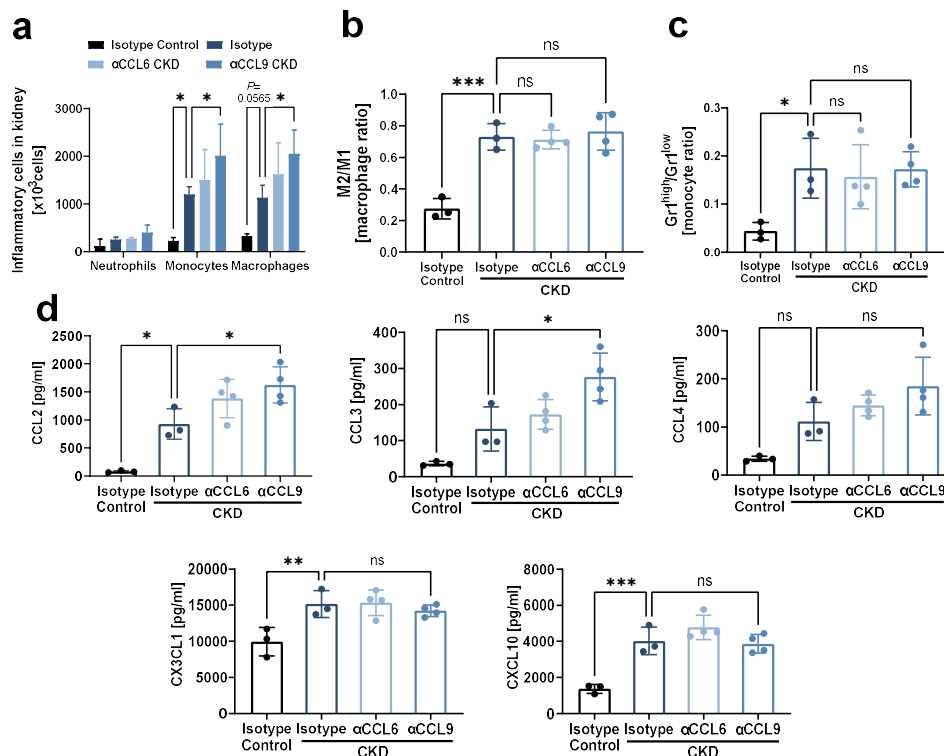 a
Isotype Control
Isotype
αCCL6 CKD
αCCL9 CKD
Inflammatory cells in kidney
[x10³cells]
3000
2000
1000
0
*
*
P=
0.0565
*
Neutrophils
Monocytes
Macrophages
b
M2/M1
[macrophage ratio]
1.0
0.8
0.6
0.4
0.2
0.0
ns
***
ns
Isotype
Control
Isotype
αCCL6
αCCL9
CKD
c
Gr1high/Gr1low
[monocyte ratio]
0.3
0.2
0.1
0.0
ns
*
ns
Isotype
Control
Isotype
αCCL6
αCCL9
CKD
d
CCL2 [pg/ml]
2500
2000
1500
1000
500
0
*
*
Isotype
Control
Isotype
αCCL6
αCCL9
CKD
CCL3 [pg/ml]
400
300
200
100
0
ns
*
Isotype
Control
Isotype
αCCL6
αCCL9
CKD
CCL4 [pg/ml]
300
200
100
0
ns
ns
Isotype
Control
Isotype
αCCL6
αCCL9
CKD
CX3CL1 [pg/ml]
20000
15000
10000
5000
0
**
ns
Isotype
Control
Isotype
αCCL6
αCCL9
CKD
CXCL10 [pg/ml]
8000
6000
4000
2000
0
***
ns
Isotype
Control
Isotype
αCCL6
αCCL9
CKD